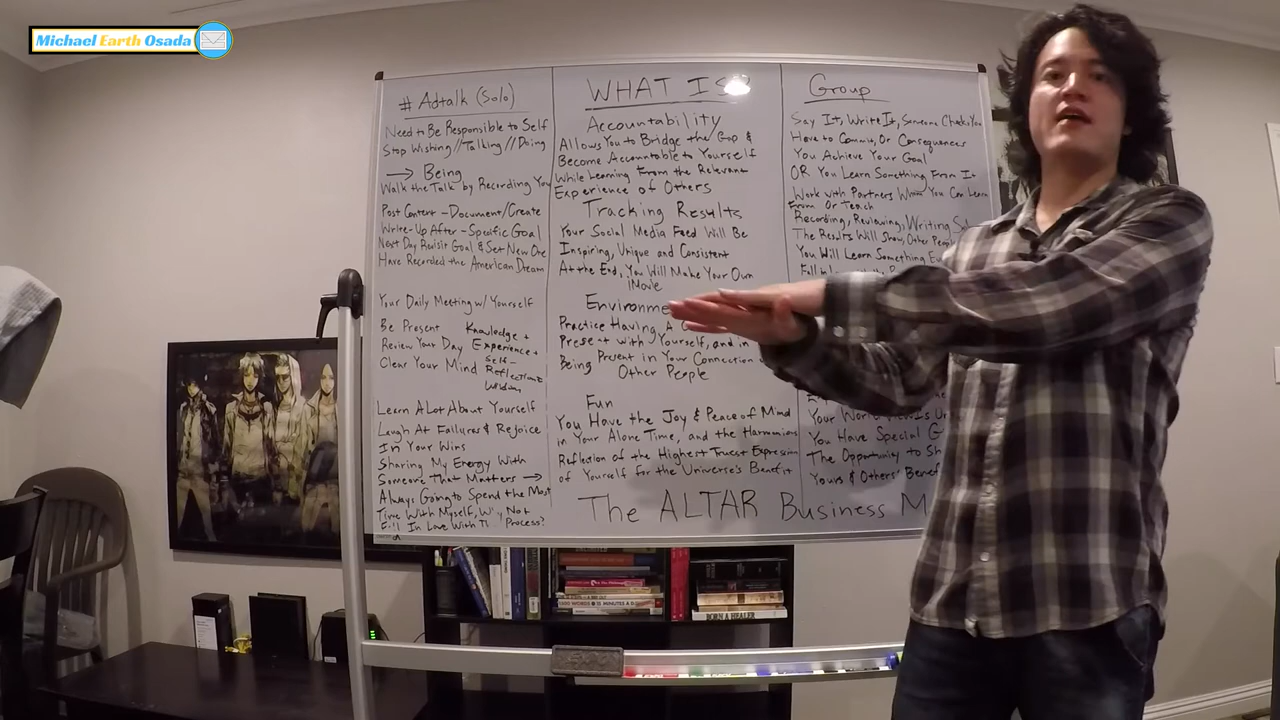 Michael Earth Osada
# Adtalk (Solo)
Need to Be Responsible to Self
Stop Wishing//Talking//Doing
→ Being
Walk the Talk by Recording You
Post Content - Document/Create
Write-Up After - Specific Goal
Next Day Revisit Goal & Set New One
Have Recorded the American Dream
Your Daily Meeting w/ Yourself
Be Present Knowledge +
Review Your Day Experience +
Clear Your Mind Self-
Reflection =
Wisdom
Learn A Lot About Yourself
Laugh At Failures & Rejoice
In Your Wins
Sharing My Energy With
Someone That Matters →
Always Going to Spend the Most
Time With Myself, Why Not
Fall In Love With Process?
WHAT IS?
Accountability
Allows You to Bridge the Gap &
Become Accountable to Yourself
While Learning From the Relevant
Experience of Others
Tracking Results
Your Social Media Feed Will Be
Inspiring, Unique and Consistent
At the End, You Will Make Your Own
iMovie
Environme
Practice Having A
Present with Yourself, and in
Being Present in Your Connection
Other People
Fun
You Have the Joy & Peace of Mind
in Your Alone Time, and the Harmonious
Reflection of the Highest Truest Expression
of Yourself for the Universe's Benefit
Group
Say It, Write It, Someone Checks You
Have to Commit, Or Consequences
You Achieve Your Goal
OR You Learn Something From It
Work with Partners When You Can Learn
From Or Teach
Recording, Reviewing, Writing
The Results Will Show, Other People
You Will Learn Something
Your World
You Have Special
The Opportunity to Sh
Yours & Others' Benef
The ALTAR Business M
BORN A HEALER